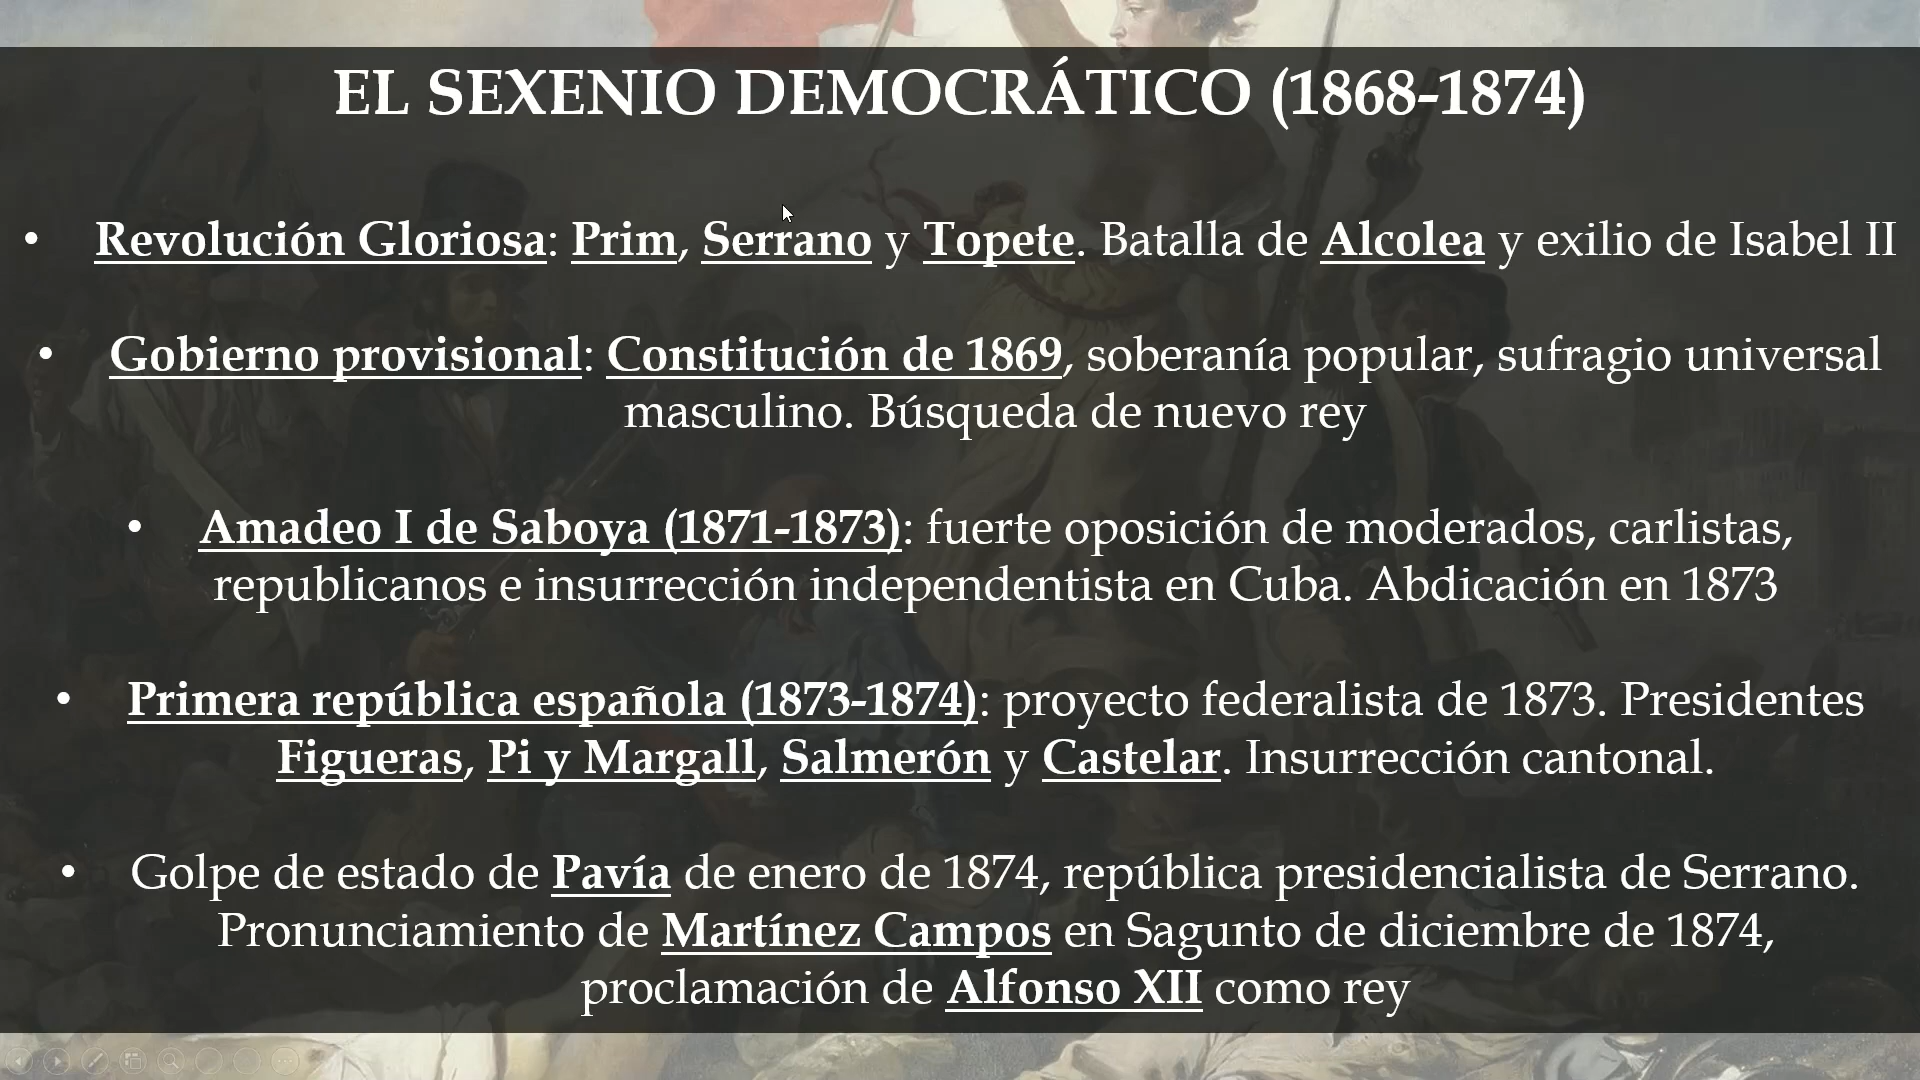 EL SEXENIO DEMOCRÁTICO (1868-1874)
• Revolución Gloriosa: Prim, Serrano y Topete. Batalla de Alcolea y exilio de Isabel II
• Gobierno provisional: Constitución de 1869, soberanía popular, sufragio universal
masculino. Búsqueda de nuevo rey
• Amadeo I de Saboya (1871-1873): fuerte oposición de moderados, carlistas,
republicanos e insurrección independentista en Cuba. Abdicación en 1873
• Primera república española (1873-1874): proyecto federalista de 1873. Presidentes
Figueras, Pi y Margall, Salmerón y Castelar. Insurrección cantonal.
• Golpe de estado de Pavía de enero de 1874, república presidencialista de Serrano.
Pronunciamiento de Martínez Campos en Sagunto de diciembre de 1874,
proclamación de Alfonso XII como rey